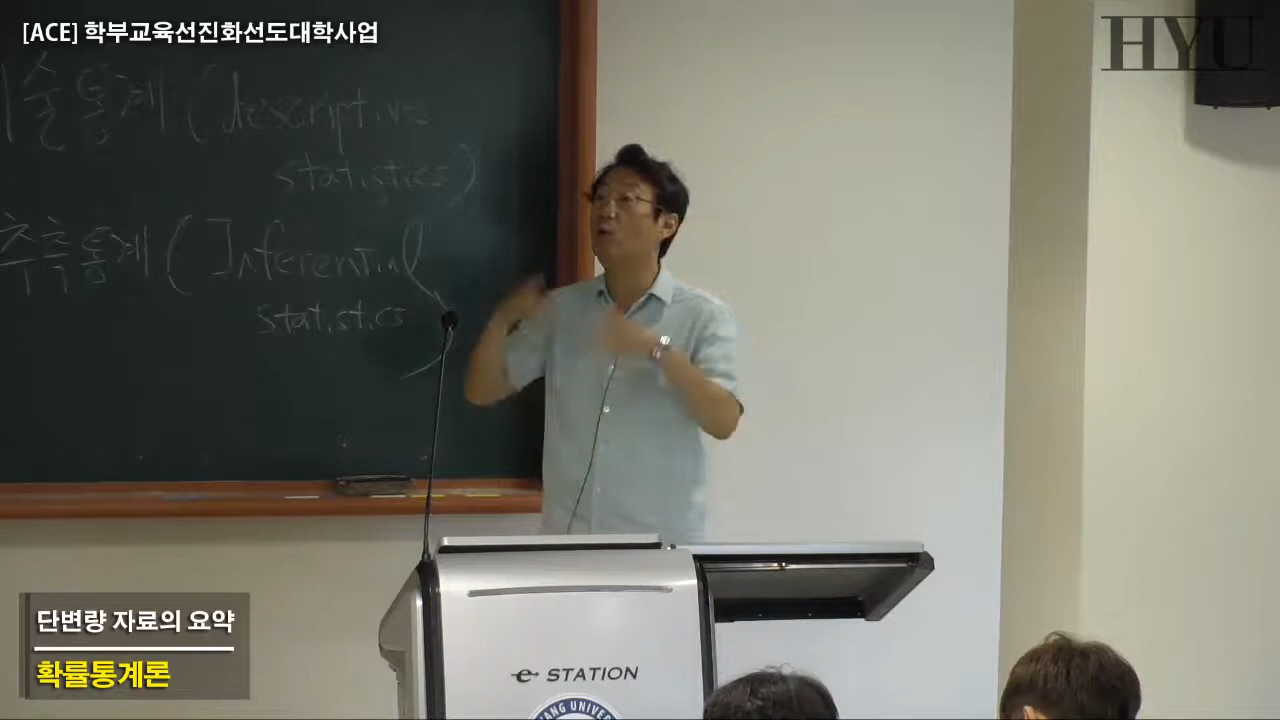 [ACE] 학부교육선진화선도대학사업
HYU
기술통계 (descriptive
statistics)
추측통계 (Inferential
statistics
단변량 자료의 요약
확률통계론
e-STATION